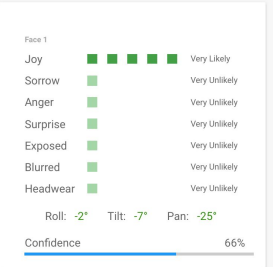 Face 1
Joy Very Likely
Sorrow Very Unlikely
Anger Very Unlikely
Surprise Very Unlikely
Exposed Very Unlikely
Blurred Very Unlikely
Headwear Very Unlikely
Roll: -2° Tilt: -7° Pan: -25°
Confidence 66%